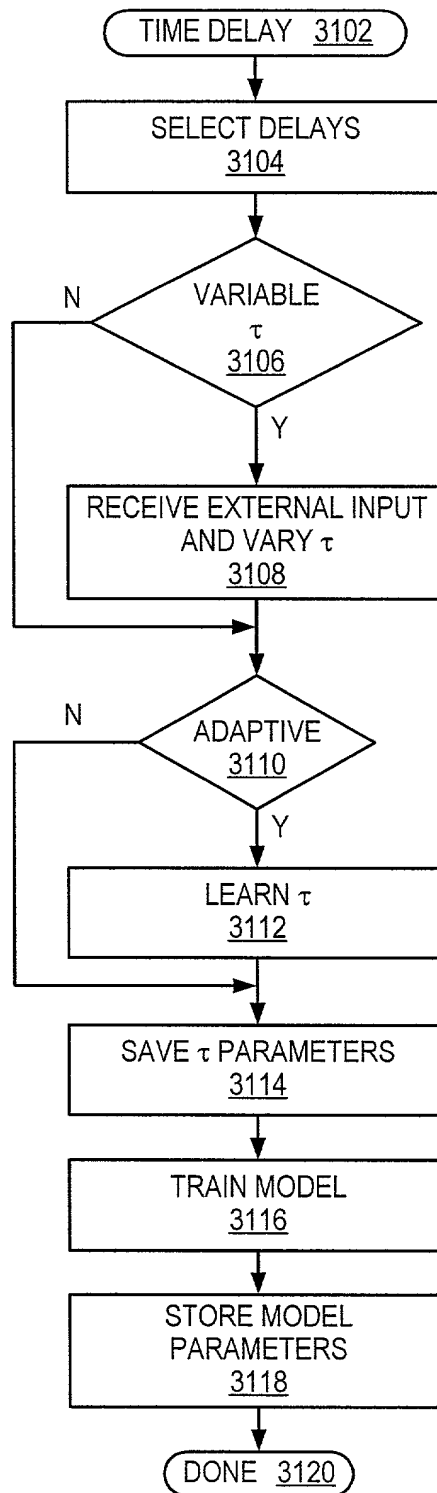 TIME DELAY 3102
SELECT DELAYS
3104
VARIABLE
τ
3106
N
Y
RECEIVE EXTERNAL INPUT
AND VARY τ
3108
N
ADAPTIVE
3110
Y
LEARN τ
3112
SAVE τ PARAMETERS
3114
TRAIN MODEL
3116
STORE MODEL
PARAMETERS
3118
DONE 3120